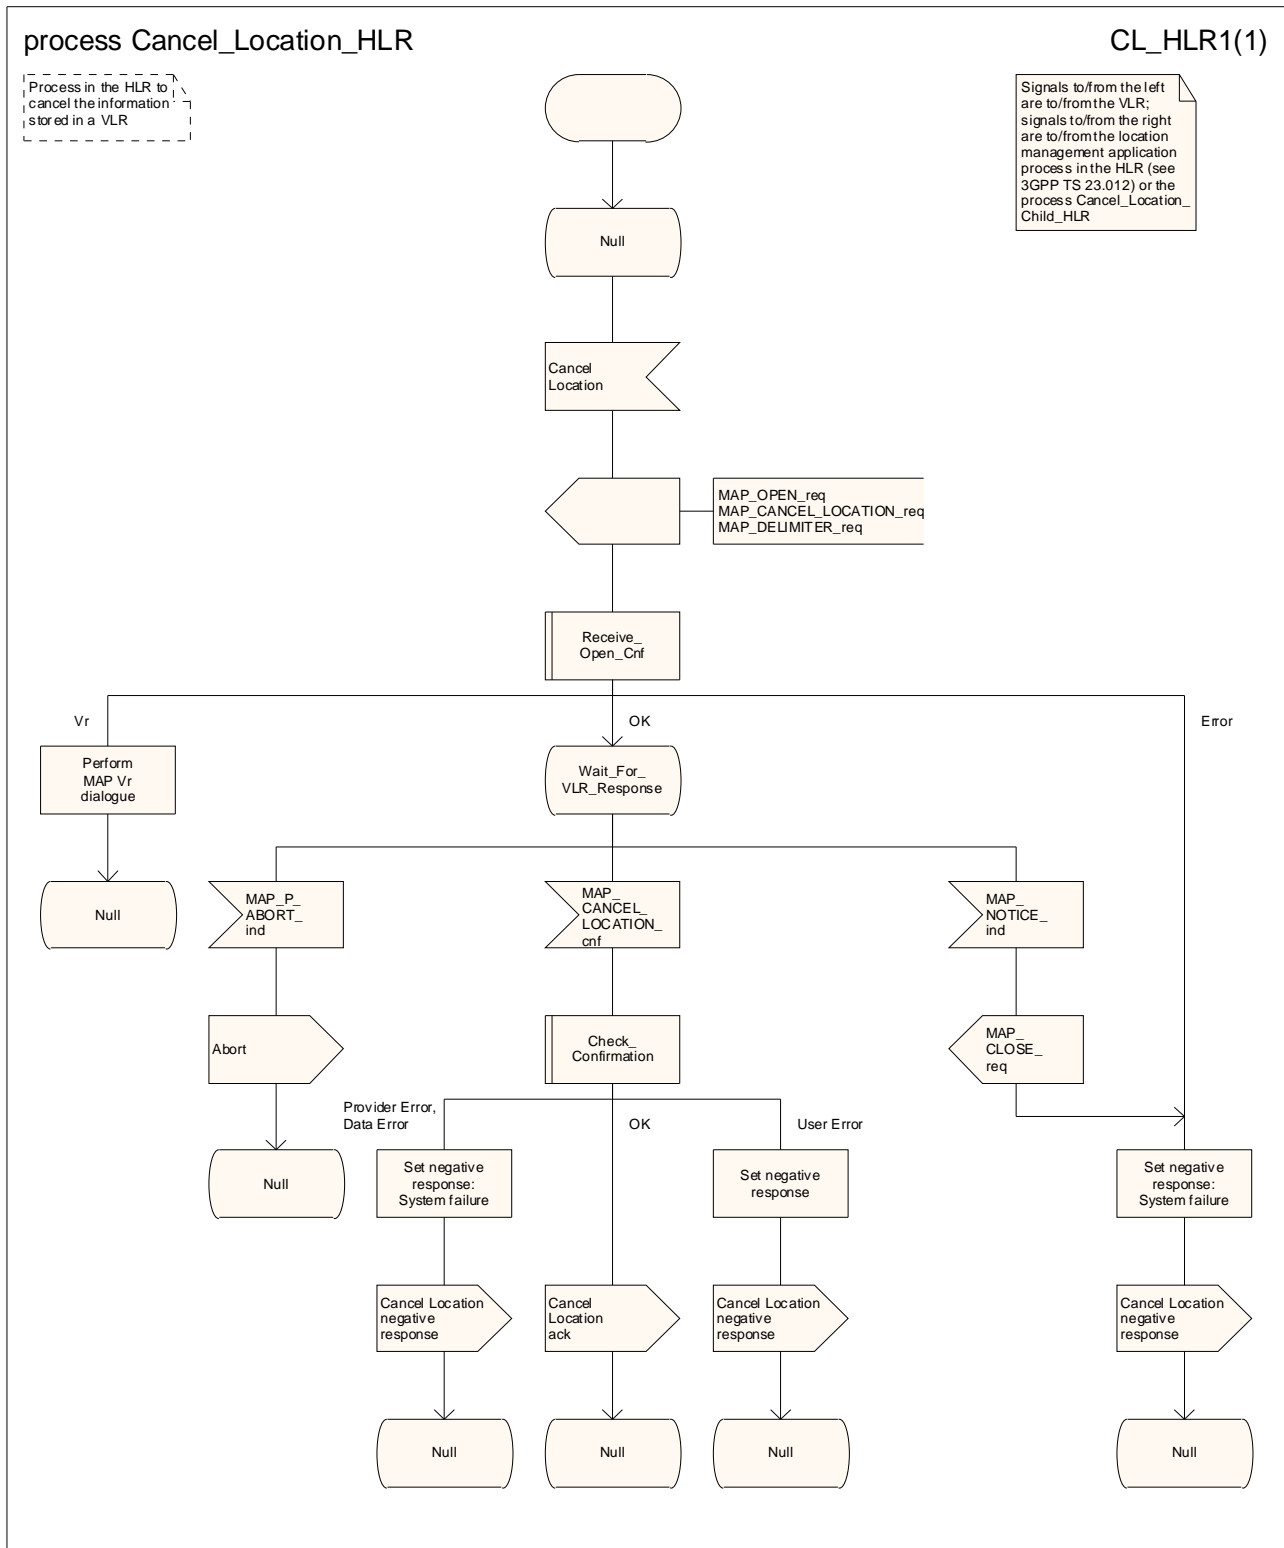 process Cancel_Location_HLR
CL_HLR1(1)
Process in the HLR to
cancel the information
stored in a VLR
Signals to/from the left
are to/from the VLR;
signals to/from the right
are to/from the location
management application
process in the HLR (see
3GPP TS 23.012) or the
process Cancel_Location_
Child_HLR
Null
Cancel
Location
MAP_OPEN_req
MAP_CANCEL_LOCATION_req
MAP_DELIMITER_req
Receive_
Open_Cnf
Vr
OK
Error
Perform
MAP Vr
dialogue
Wait_For_
VLR_Response
Null
MAP_P_
ABORT_
ind
MAP_
CANCEL_
LOCATION_
cnf
MAP_
NOTICE_
ind
Abort
Check_
Confirmation
MAP_
CLOSE_
req
Provider Error,
Data Error
OK
User Error
Null
Set negative
response:
System failure
Set negative
response
Set negative
response:
System failure
Cancel Location
negative
response
Cancel
Location
ack
Cancel Location
negative
response
Cancel Location
negative
response
Null
Null
Null
Null